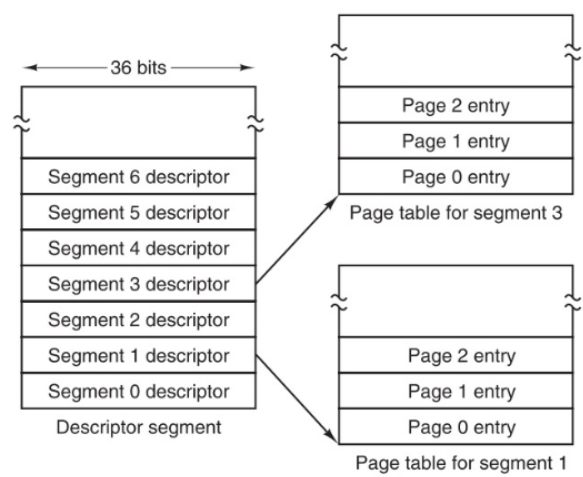 36 bits
Segment 6 descriptor
Segment 5 descriptor
Segment 4 descriptor
Segment 3 descriptor
Segment 2 descriptor
Segment 1 descriptor
Segment 0 descriptor
Descriptor segment
Page 2 entry
Page 1 entry
Page 0 entry
Page table for segment 3
Page 2 entry
Page 1 entry
Page 0 entry
Page table for segment 1